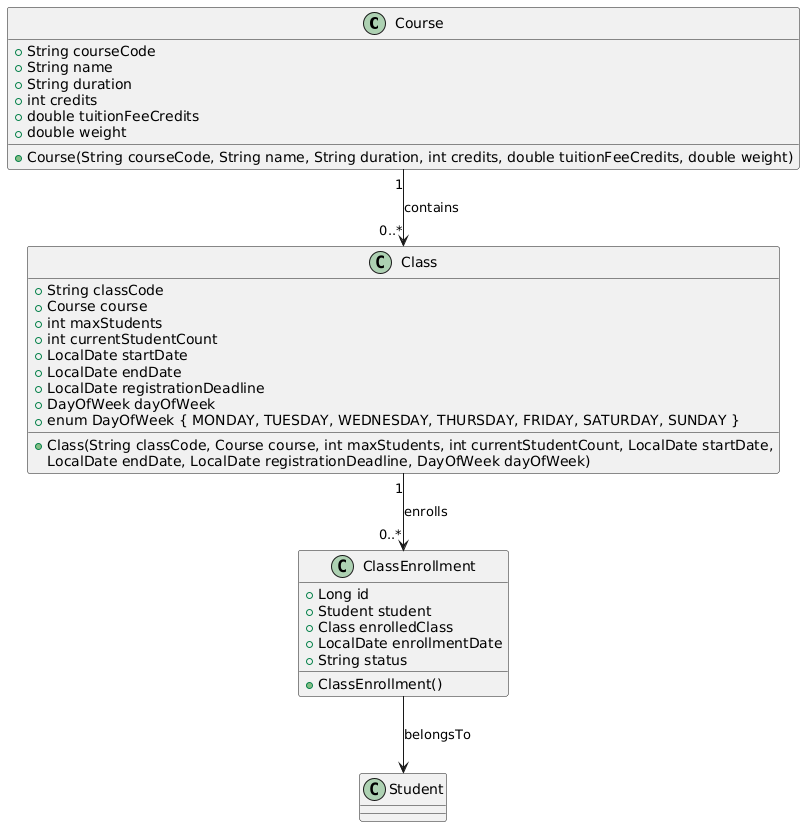 C Course
String courseCode
String name
String duration
int credits
double tuitionFeeCredits
double weight
Course(String courseCode, String name, String duration, int credits, double tuitionFeeCredits, double weight)
1
contains
0..*
C Class
String classCode
Course course
int maxStudents
int currentStudentCount
LocalDate startDate
LocalDate endDate
LocalDate registrationDeadline
DayOfWeek dayOfWeek
enum DayOfWeek { MONDAY, TUESDAY, WEDNESDAY, THURSDAY, FRIDAY, SATURDAY, SUNDAY }
Class(String classCode, Course course, int maxStudents, int currentStudentCount, LocalDate startDate,
LocalDate endDate, LocalDate registrationDeadline, DayOfWeek dayOfWeek)
1
enrolls
0..*
C ClassEnrollment
Long id
Student student
Class enrolledClass
LocalDate enrollmentDate
String status
ClassEnrollment()
belongsTo
C Student